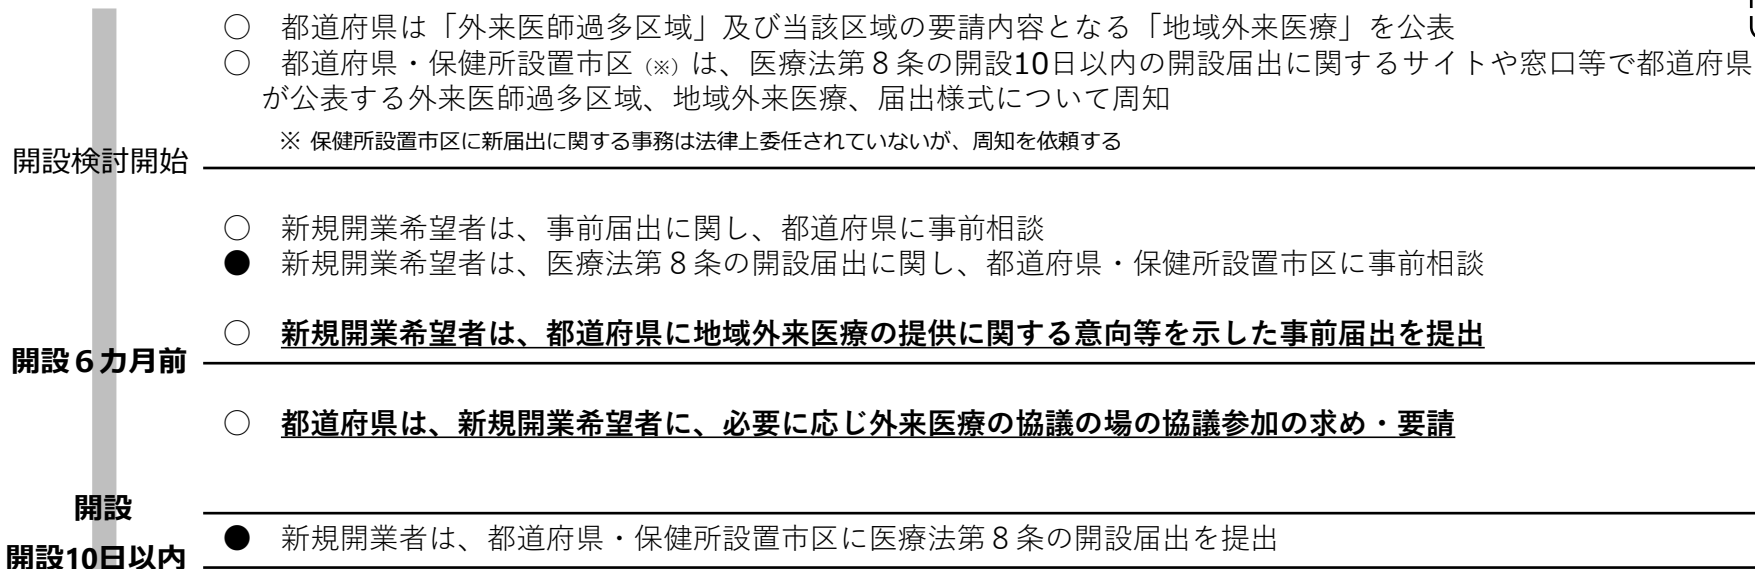 ○ 都道府県は「外来医師過多区域」及び当該区域の要請内容となる「地域外来医療」を公表
○ 都道府県・保健所設置市区（※）は、医療法第８条の開設10日以内の開設届出に関するサイトや窓口等で都道府県
が公表する外来医師過多区域、地域外来医療、届出様式について周知
※ 保健所設置市区に新届出に関する事務は法律上委任されていないが、周知を依頼する
開設検討開始
○ 新規開業希望者は、事前届出に関し、都道府県に事前相談
● 新規開業希望者は、医療法第８条の開設届出に関し、都道府県・保健所設置市区に事前相談
○ 新規開業希望者は、都道府県に地域外来医療の提供に関する意向等を示した事前届出を提出
開設６カ月前
○ 都道府県は、新規開業希望者に、必要に応じ外来医療の協議の場の協議参加の求め・要請
開設
● 新規開業者は、都道府県・保健所設置市区に医療法第８条の開設届出を提出
開設10日以内